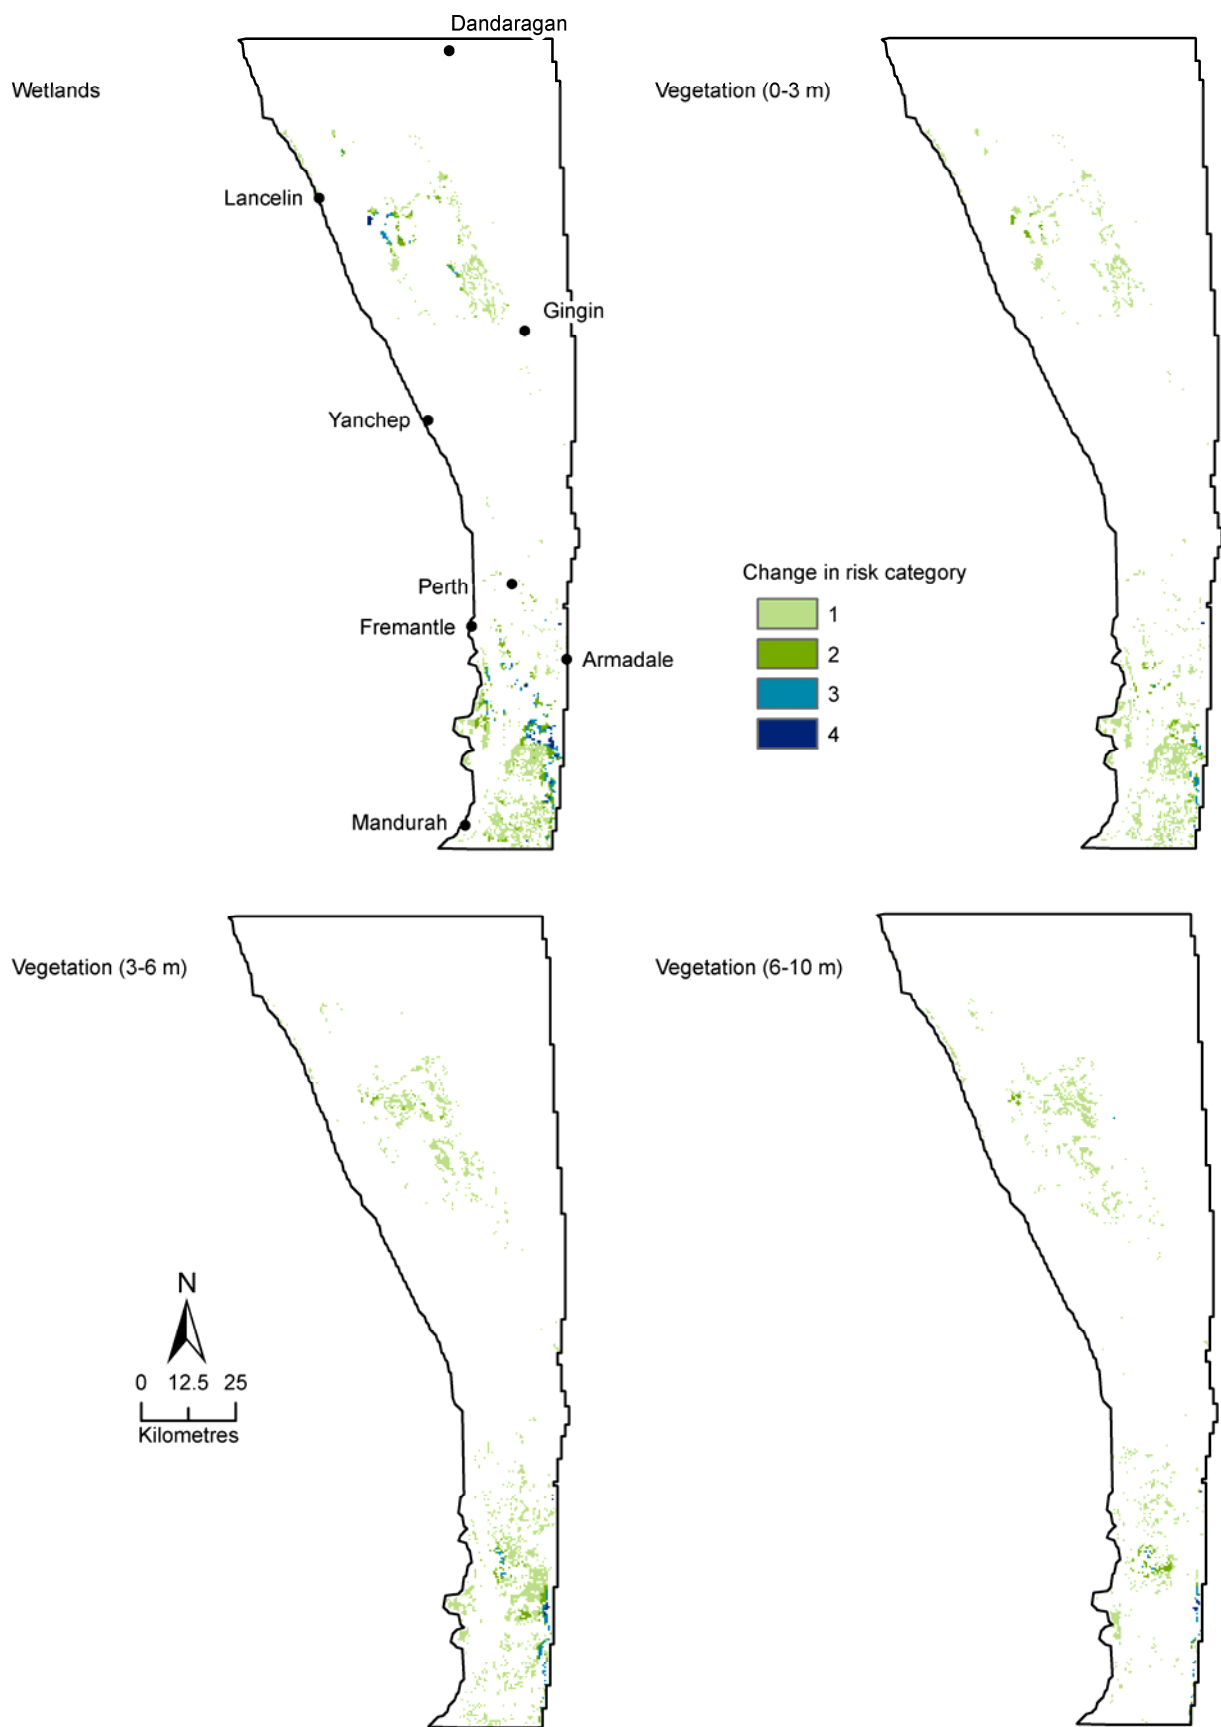 Dandaragan
Wetlands
Vegetation (0-3 m)
Lancelin
Gingin
Yanchep
Perth
Fremantle
Armadale
Mandurah
Change in risk category
1
2
3
4
Vegetation (3-6 m)
Vegetation (6-10 m)
N
0 12.5 25
Kilometres